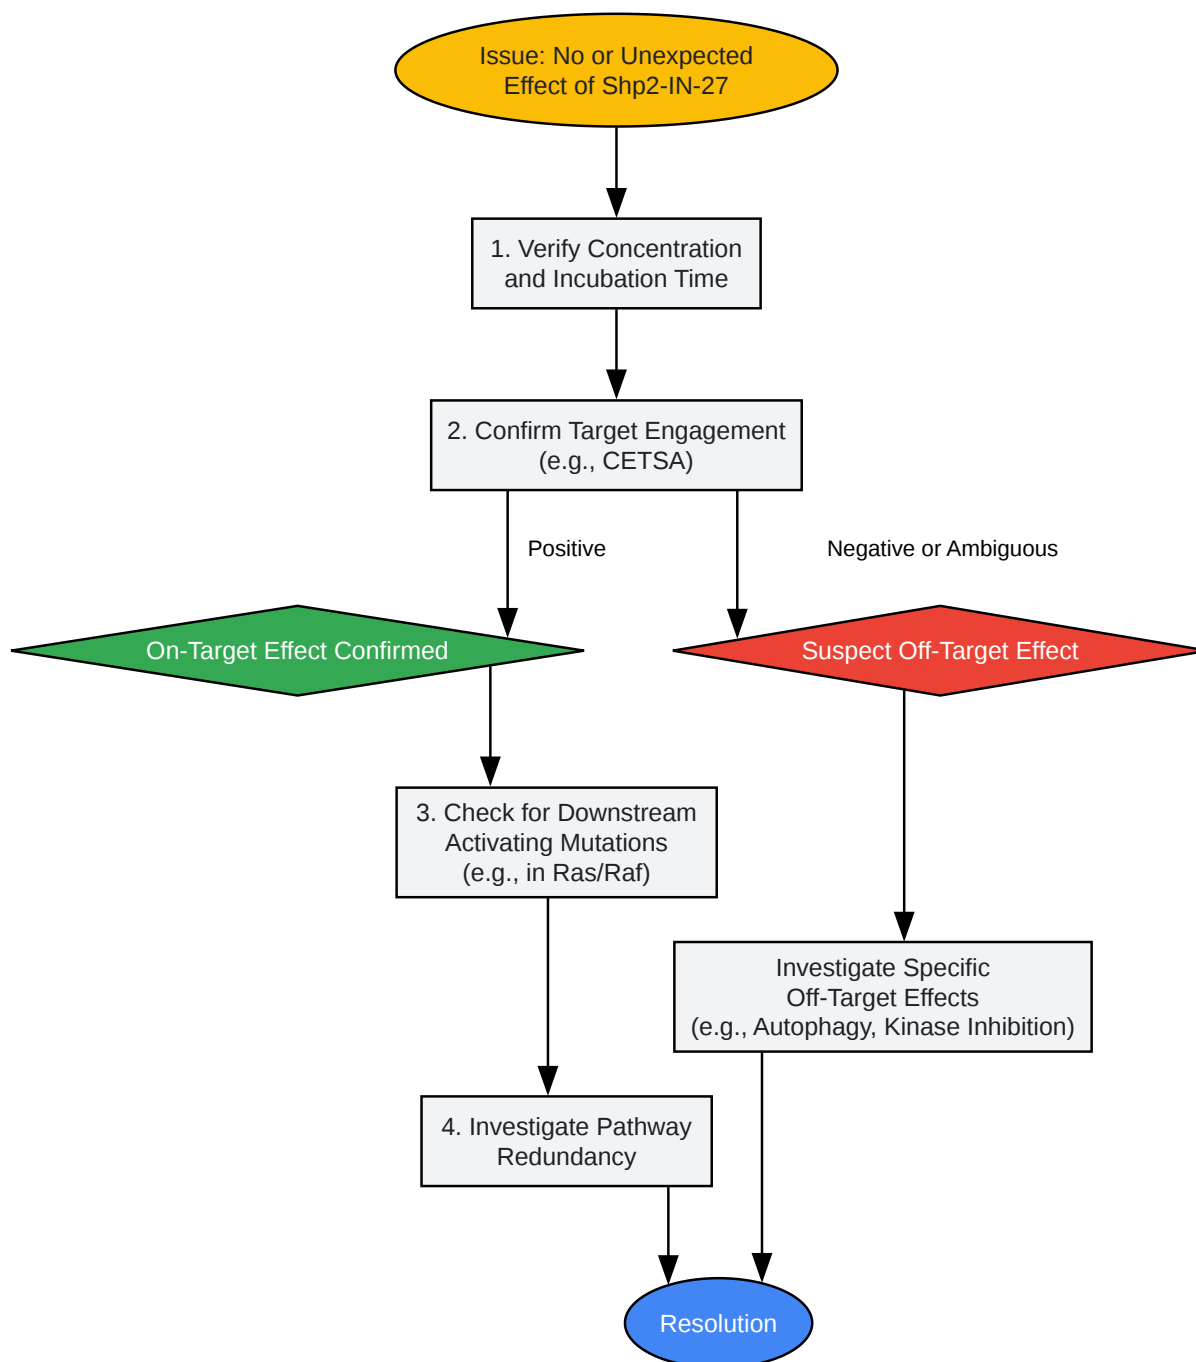 Issue: No or Unexpected
Effect of Shp2-IN-27
1. Verify Concentration
and Incubation Time
2. Confirm Target Engagement
(e.g., CETSA)
Positive
Negative or Ambiguous
On-Target Effect Confirmed
Suspect Off-Target Effect
3. Check for Downstream
Activating Mutations
(e.g., in Ras/Raf)
Investigate Specific
Off-Target Effects
(e.g., Autophagy, Kinase Inhibition)
4. Investigate Pathway
Redundancy
Resolution